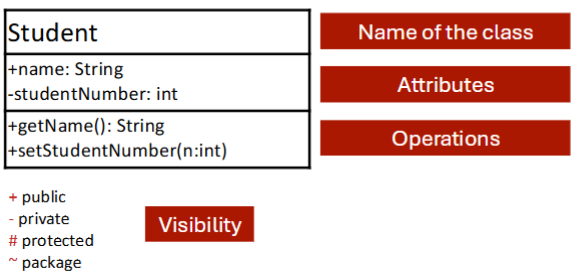 Student
Name of the class
+name: String
-studentNumber: int
Attributes
+getName(): String
+setStudentNumber(n:int)
Operations
+ public
- private
# protected
~ package
Visibility